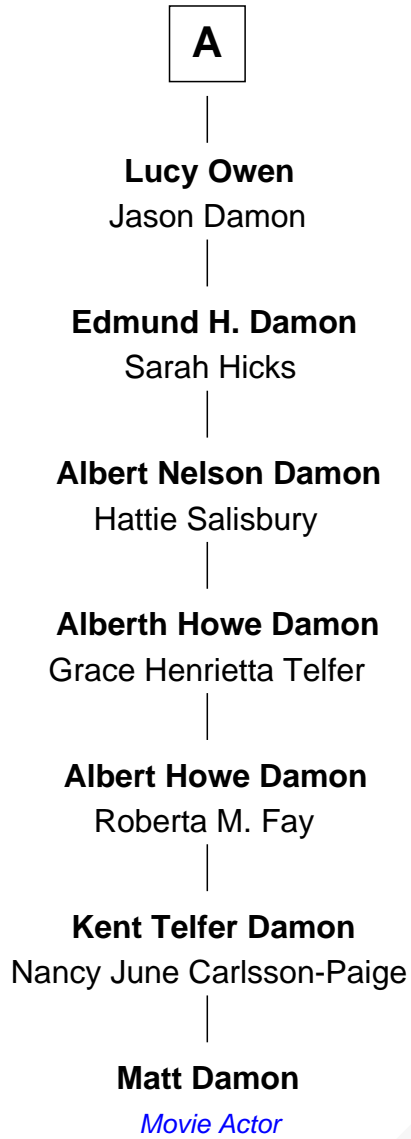 A
Lucy Owen
Jason Damon
Edmund H. Damon
Sarah Hicks
Albert Nelson Damon
Hattie Salisbury
Alberth Howe Damon
Grace Henrietta Telfer
Albert Howe Damon
Roberta M. Fay
Kent Telfer Damon
Nancy June Carlsson-Paige
Matt Damon
Movie Actor